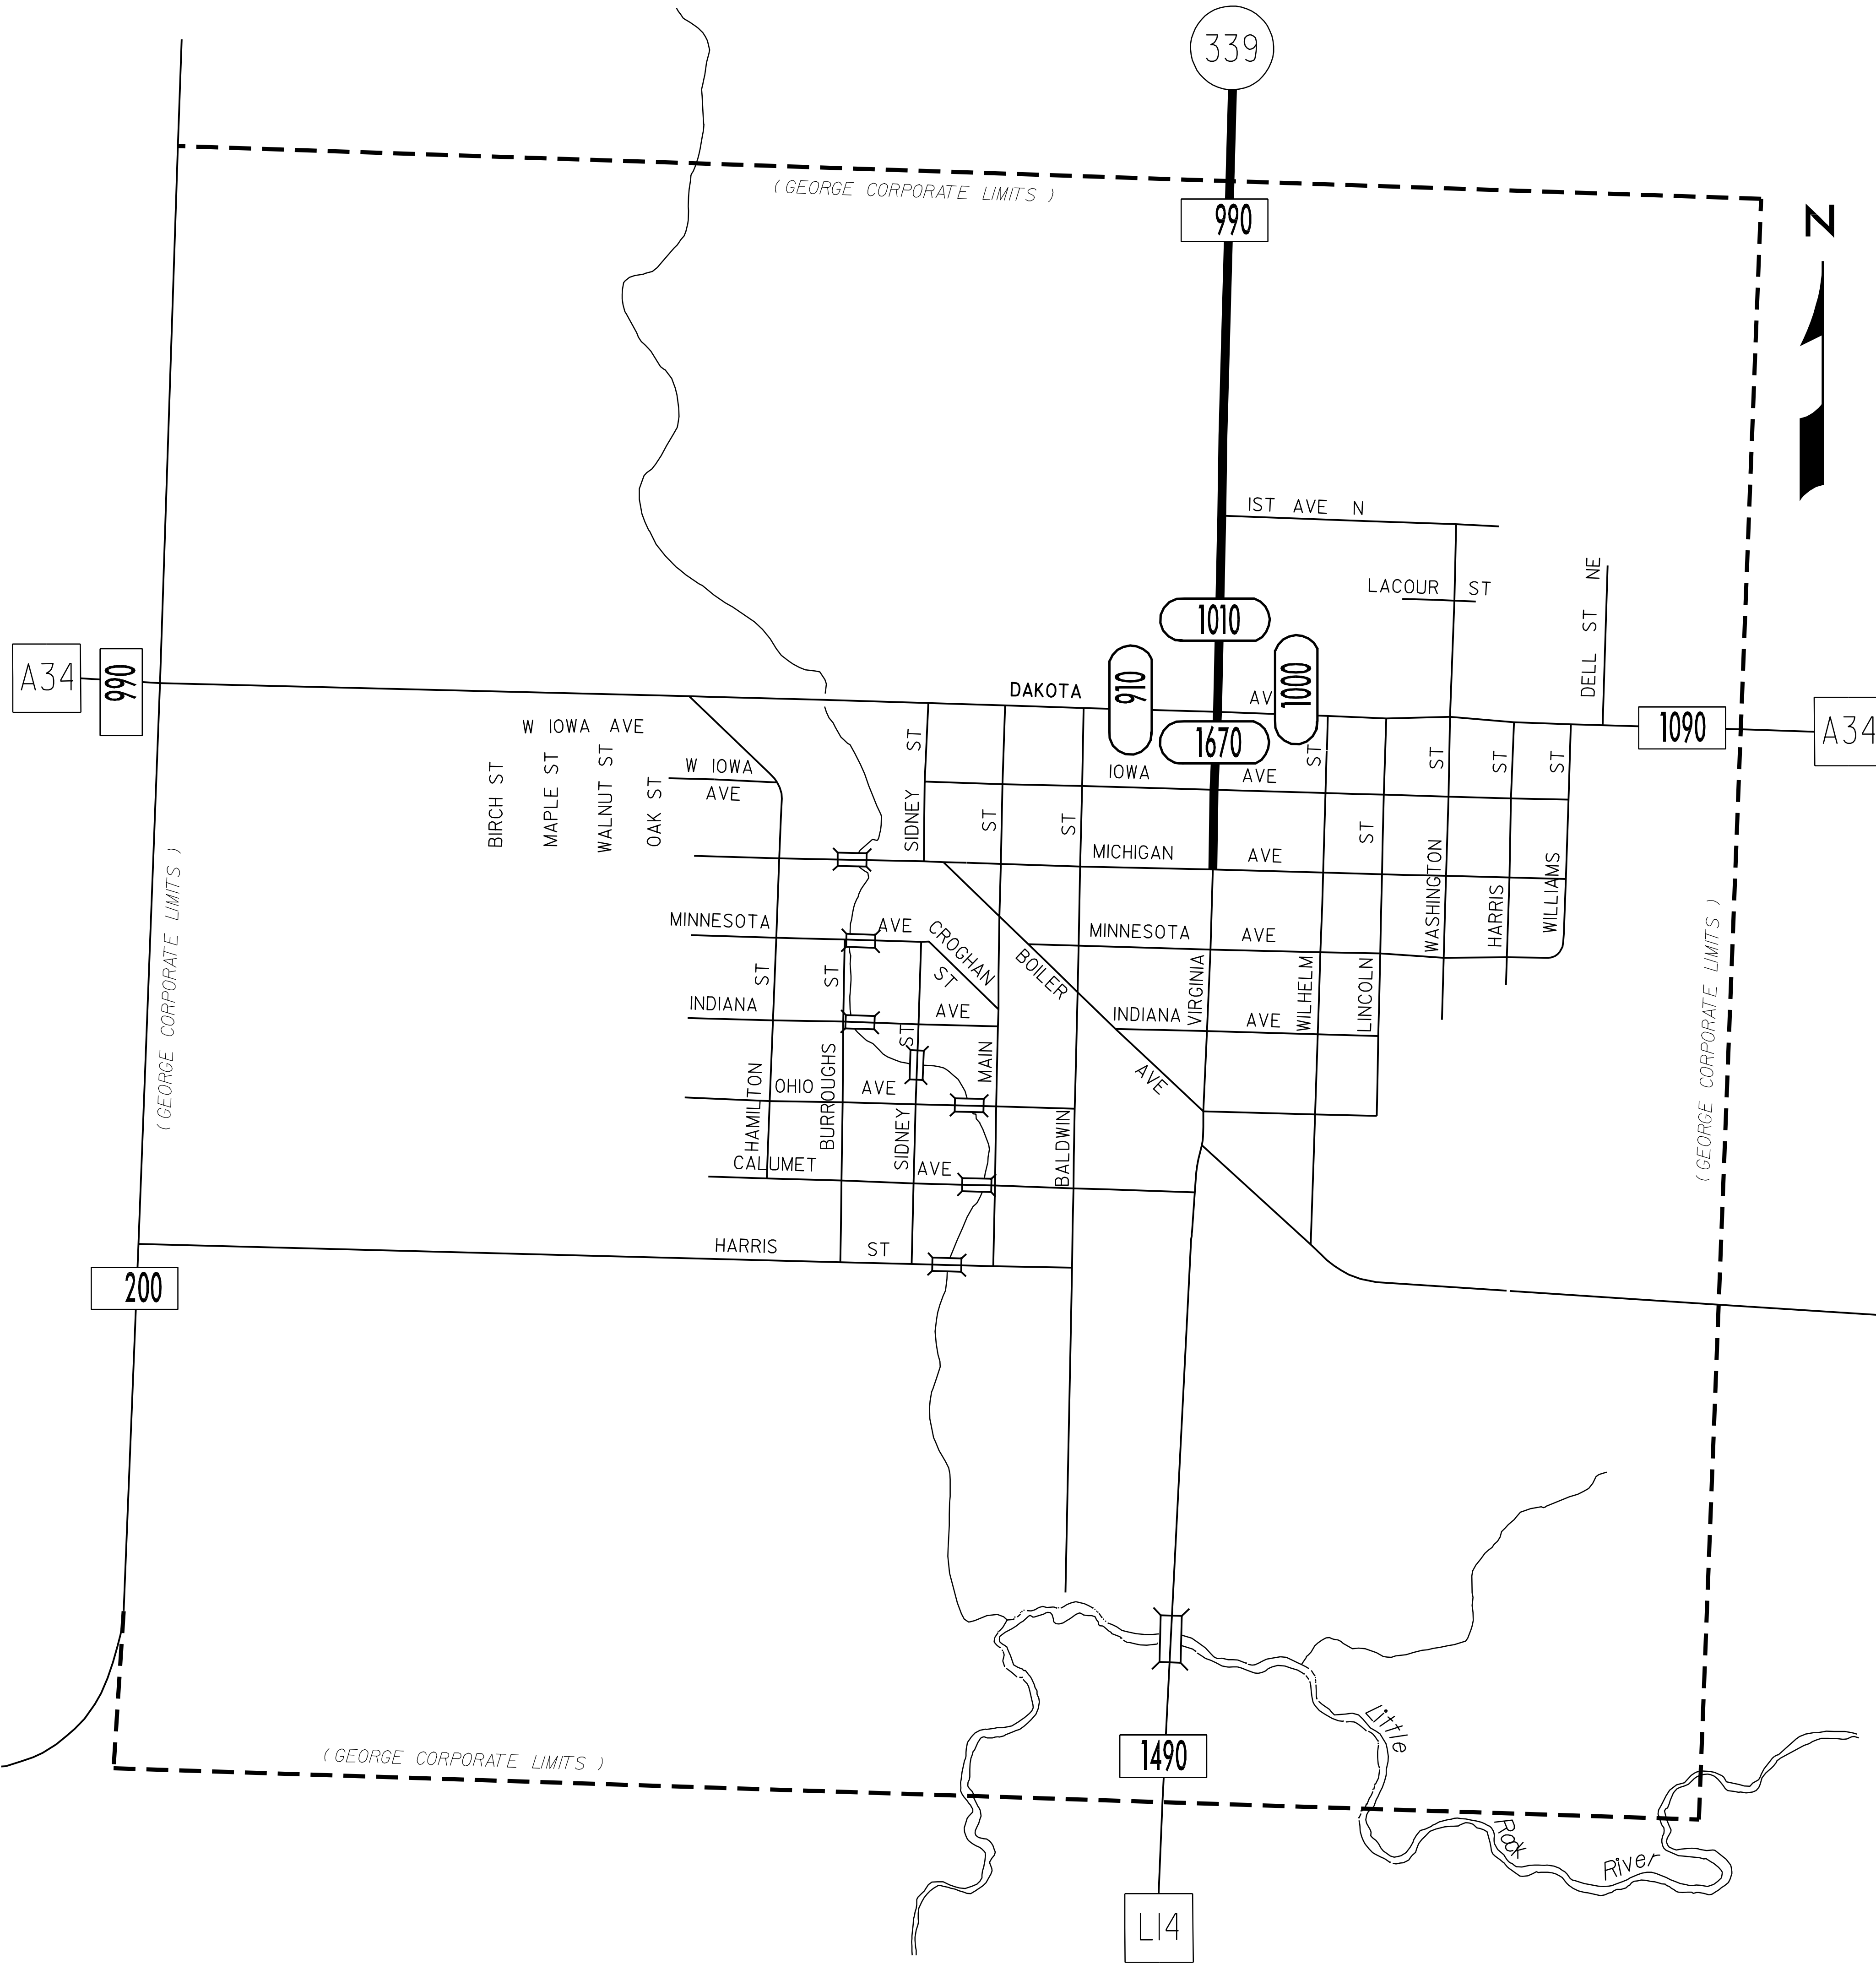 339
( GEORGE CORPORATE LIMITS )
990
N
IST AVE N
LACOUR ST
DELL ST NE
1010
A34
990
DAKOTA
910
AV
1000
1670
1090
A34
W IOWA AVE
BIRCH ST
MAPLE ST
WALNUT ST
OAK ST
W IOWA
AVE
SIDNEY ST
IOWA AVE
MICHIGAN AVE
MINNESOTA AVE
CROGHAN
ST
MINNESOTA AVE
BOILER
AVE
INDIANA AVE
INDIANA AVE
HAMILTON ST
BURROUGHS ST
SIDNEY ST
MAIN ST
BALDWIN ST
VIRGINIA
WILHELM ST
LINCOLN ST
WASHINGTON ST
HARRIS ST
WILLIAMS ST
( GEORGE CORPORATE LIMITS )
( GEORGE CORPORATE LIMITS )
OHIO AVE
CALUMET AVE
HARRIS ST
200
Little
Rock
River
1490
( GEORGE CORPORATE LIMITS )
L14